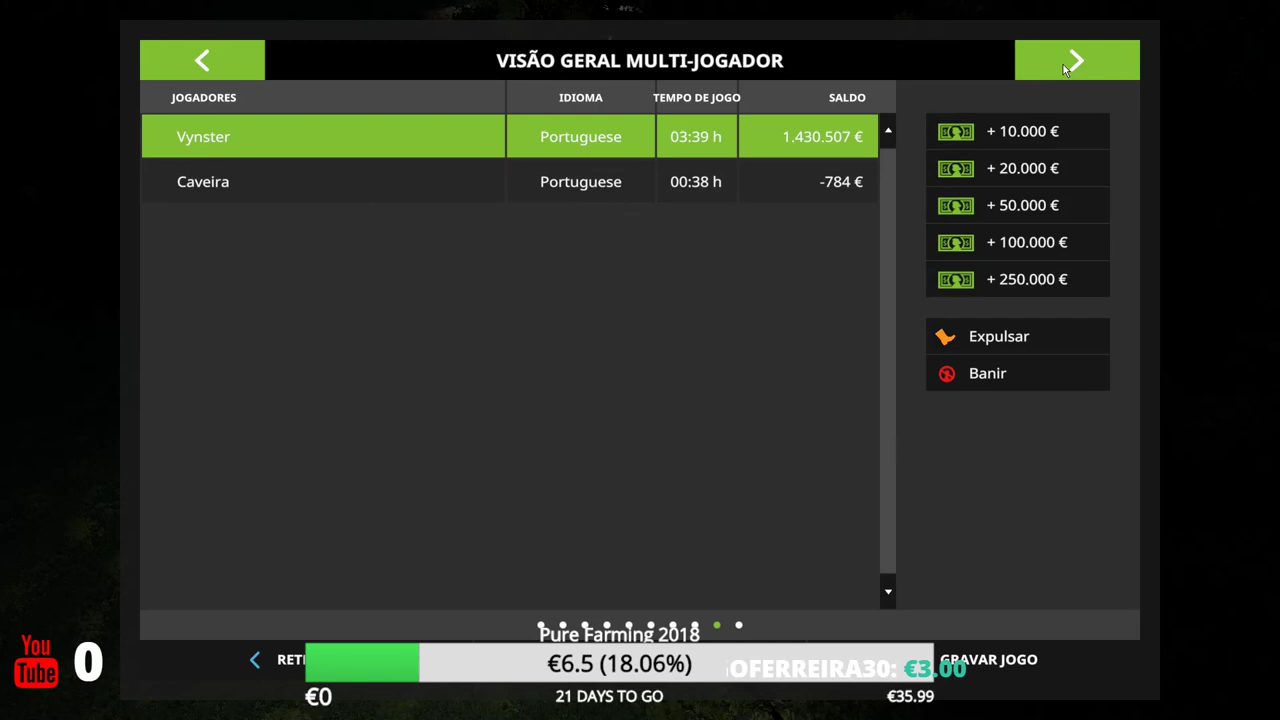 VISÃO GERAL MULTI-JOGADOR
JOGADORES IDIOMA TEMPO DE JOGO SALDO
Vynster Portuguese 03:39 h 1.430.507 €
Caveira Portuguese 00:38 h -784 €
+ 10.000 €
+ 20.000 €
+ 50.000 €
+ 100.000 €
+ 250.000 €
Expulsar
Banir
Pure Farming 2018
You Tube 0
€6.5 (18.06%)
OFERREIRA30: €3.00
GRAVAR JOGO
€0 21 DAYS TO GO €35.99